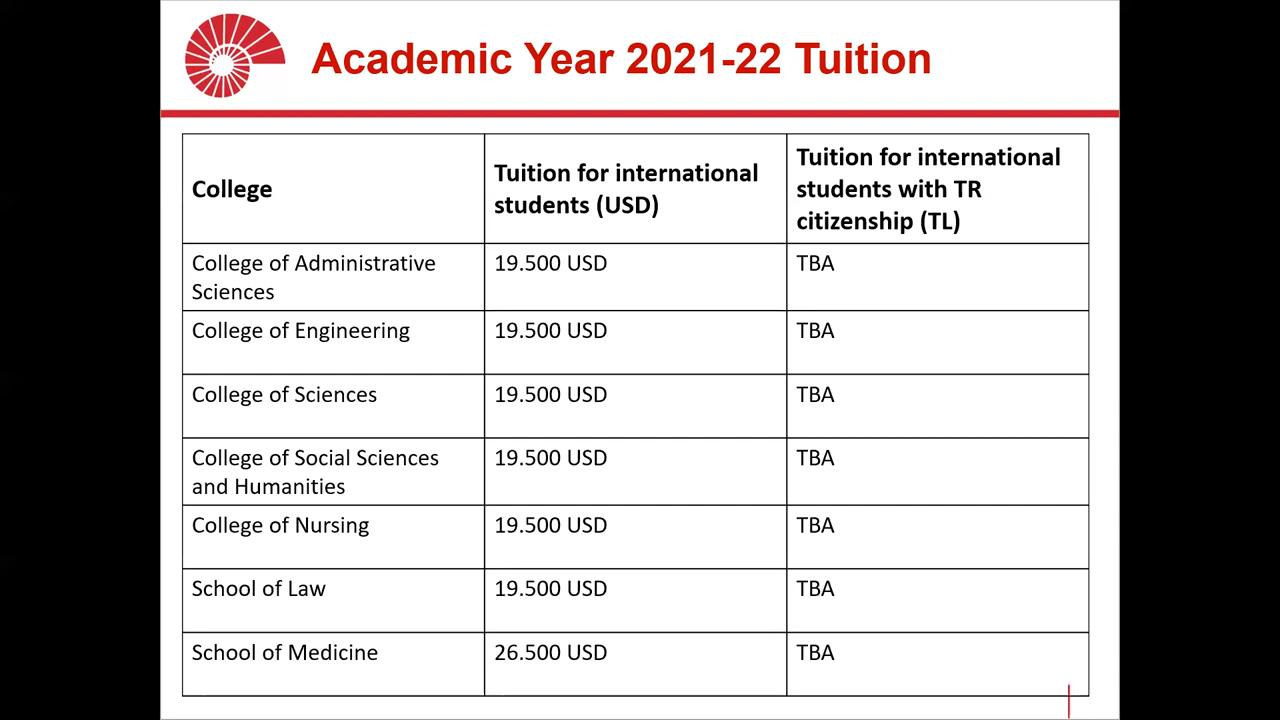 Academic Year 2021-22 Tuition
College
Tuition for international
students (USD)
Tuition for international
students with TR
citizenship (TL)
College of Administrative
Sciences
19.500 USD
TBA
College of Engineering
19.500 USD
TBA
College of Sciences
19.500 USD
TBA
College of Social Sciences
and Humanities
19.500 USD
TBA
College of Nursing
19.500 USD
TBA
School of Law
19.500 USD
TBA
School of Medicine
26.500 USD
TBA